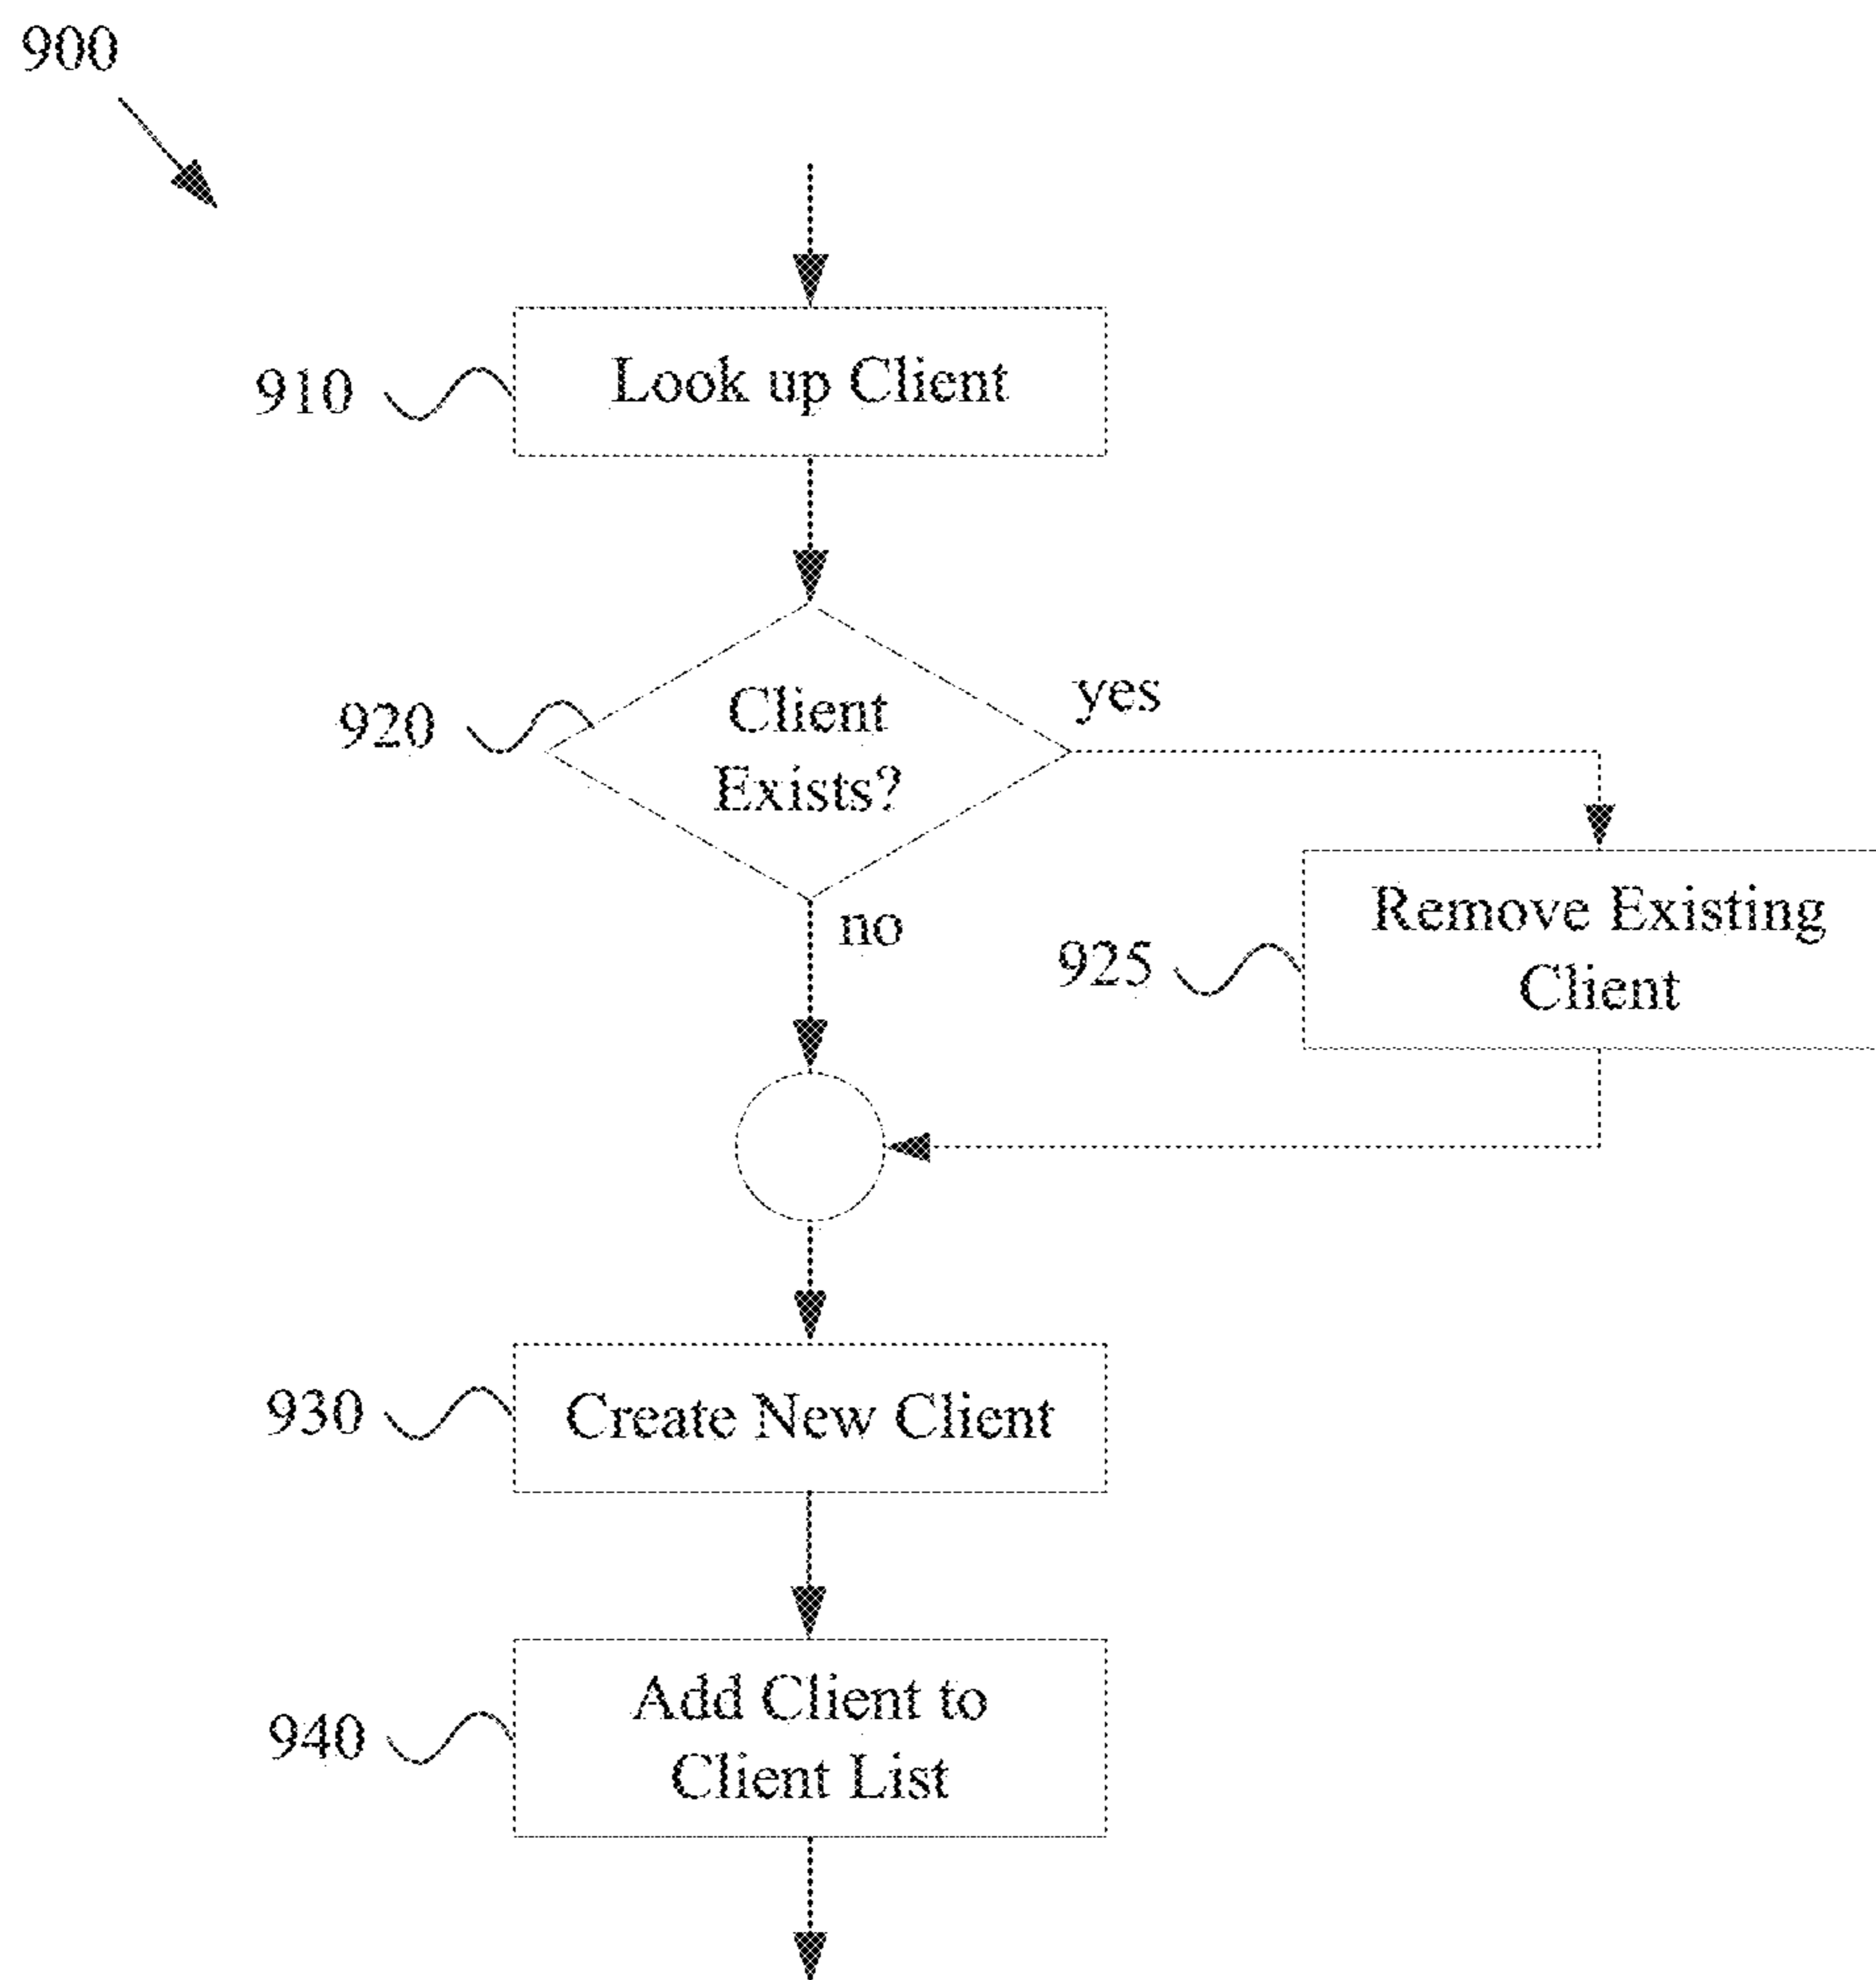 900
910
Look up Client
920
Client
Exists?
yes
no
925
Remove Existing
Client
930
Create New Client
940
Add Client to
Client List